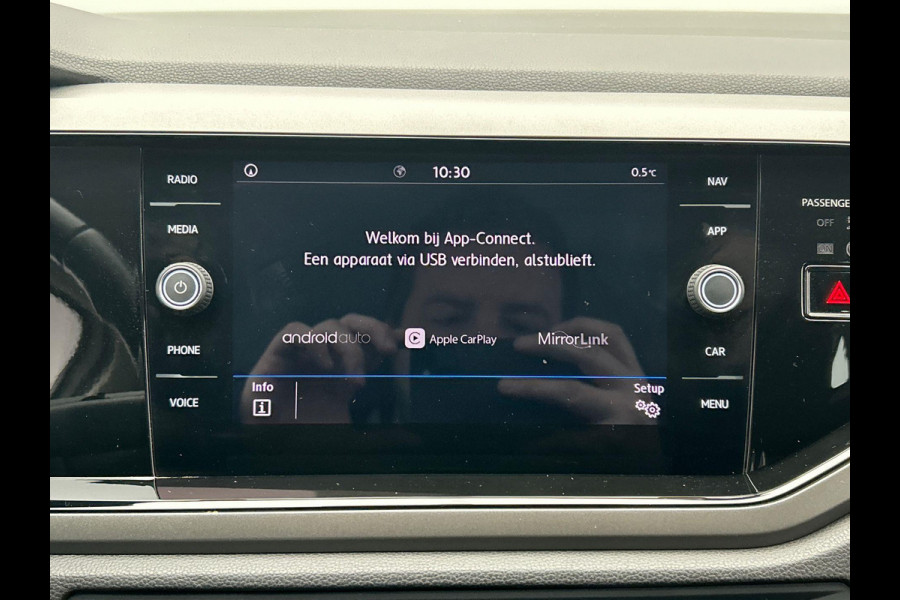 RADIO
MEDIA
PHONE
VOICE
10:30
0.5°C
Welkom bij App-Connect.
Een apparaat via USB verbinden, alstublieft.
androidauto
Apple CarPlay
MirrorLink
Info
Setup
NAV
APP
CAR
MENU
OFF